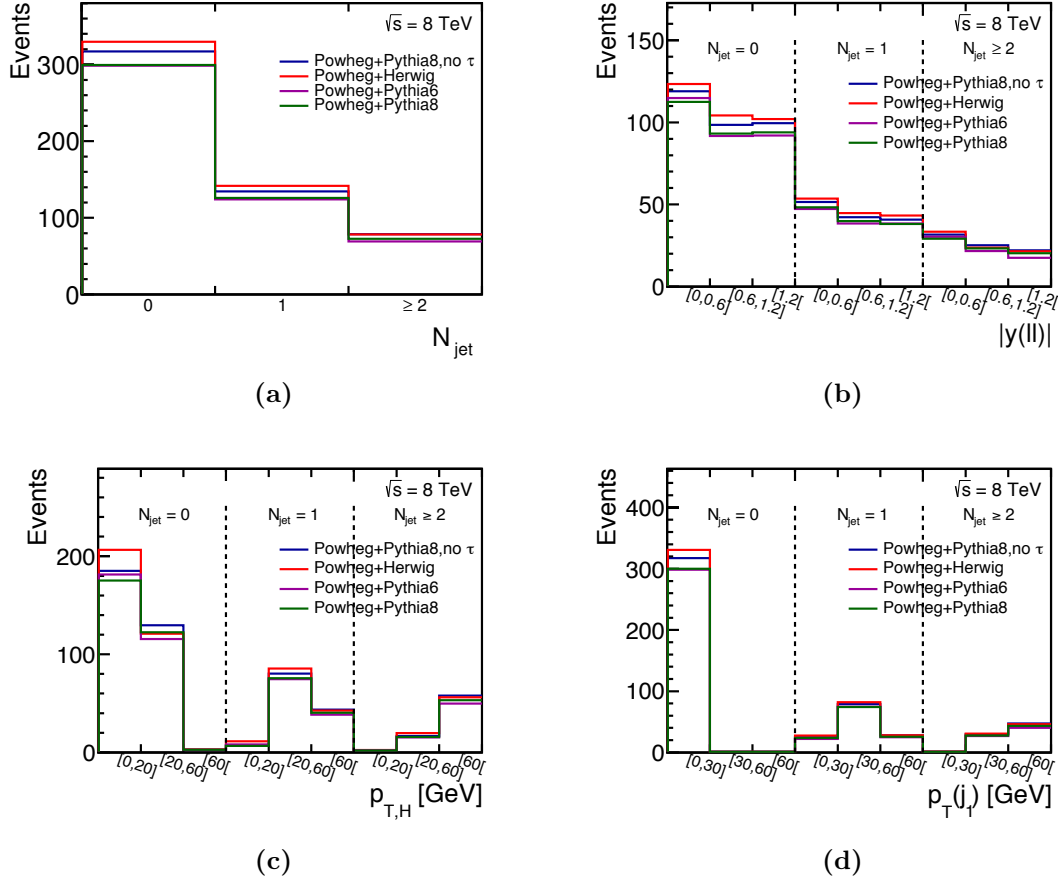 Events
√s = 8 TeV
300
200
100
0
Powheg+Pythia8,no τ
Powheg+Herwig
Powheg+Pythia6
Powheg+Pythia8
0 1 ≥ 2
N_jet
(a)
Events
√s = 8 TeV
150
100
50
0
N_jet = 0 N_jet = 1 N_jet ≥ 2
Powheg+Pythia8,no τ
Powheg+Herwig
Powheg+Pythia6
Powheg+Pythia8
[0,0.6] [0.6,1.2] [1.2[ [0,0.6] [0.6,1.2] [1.2[ [0,0.6] [0.6,1.2] [1.2[
|y(ll)|
(b)
Events
√s = 8 TeV
200
100
0
N_jet = 0 N_jet = 1 N_jet ≥ 2
Powheg+Pythia8,no τ
Powheg+Herwig
Powheg+Pythia6
Powheg+Pythia8
[0,20] [20,60] [60[ [0,20] [20,60] [60[ [0,20] [20,60] [60[
p_T,H [GeV]
(c)
Events
√s = 8 TeV
400
300
200
100
0
N_jet = 0 N_jet = 1 N_jet ≥ 2
Powheg+Pythia8,no τ
Powheg+Herwig
Powheg+Pythia6
Powheg+Pythia8
[0,30] [30,60] [60[ [0,30] [30,60] [60[ [0,30] [30,60] [60[
p_T(j_1) [GeV]
(d)